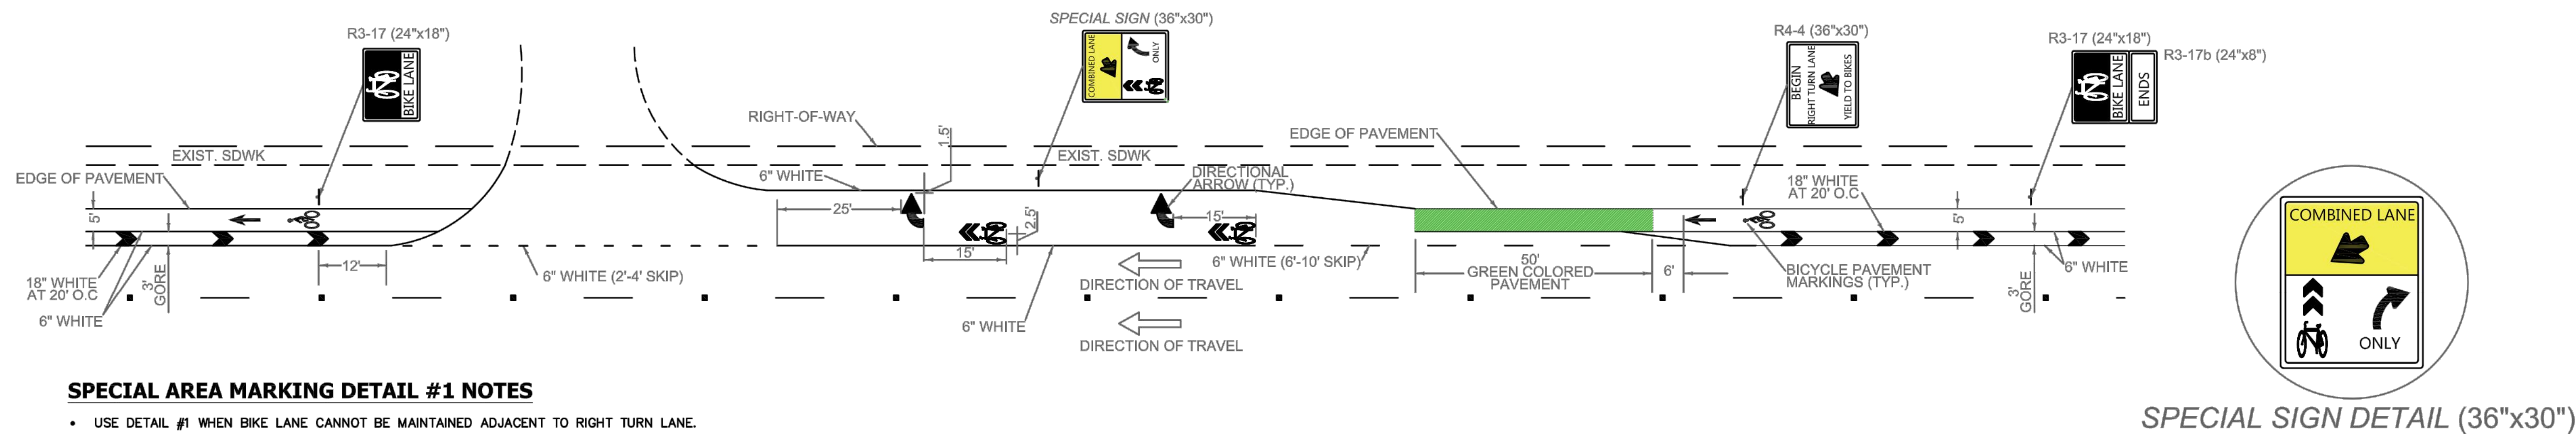 SPECIAL SIGN (36"x30")
R3-17 (24"x18")
R4-4 (36"x30")
R3-17 (24"x18")
R3-17b (24"x8")
BIKE LANE
COMBINED LANE
ONLY
BEGIN
RIGHT TURN LANE
YIELD TO BIKES
BIKE LANE
ENDS
RIGHT-OF-WAY
1.5'
EDGE OF PAVEMENT
EXIST. SDWK
EXIST. SDWK
EDGE OF PAVEMENT
6" WHITE
DIRECTIONAL
ARROW (TYP.)
18" WHITE
AT 20' O.C
5'
25'
15'
2.5'
5'
15'
12'
18" WHITE
AT 20' O.C
3'
GORE
6" WHITE
6" WHITE (2'-4' SKIP)
6" WHITE
DIRECTION OF TRAVEL
DIRECTION OF TRAVEL
6" WHITE (6'-10' SKIP)
50'
GREEN COLORED
PAVEMENT
6'
BICYCLE PAVEMENT
MARKINGS (TYP.)
3'
GORE
6" WHITE
COMBINED LANE
ONLY
SPECIAL SIGN DETAIL (36"x30")
SPECIAL AREA MARKING DETAIL #1 NOTES
• USE DETAIL #1 WHEN BIKE LANE CANNOT BE MAINTAINED ADJACENT TO RIGHT TURN LANE.